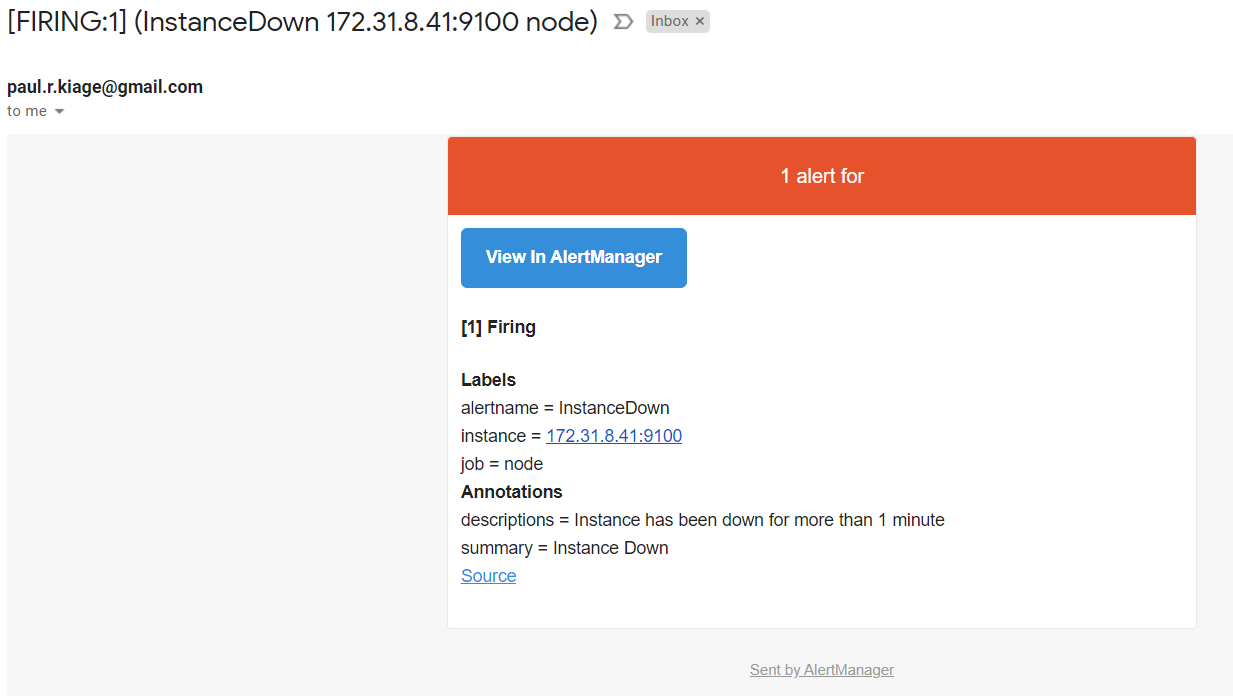 [FIRING:1] (InstanceDown 172.31.8.41:9100 node) Inbox ×
paul.r.kiage@gmail.com
to me
1 alert for
View In AlertManager
[1] Firing
Labels
alertname = InstanceDown
instance = 172.31.8.41:9100
job = node
Annotations
descriptions = Instance has been down for more than 1 minute
summary = Instance Down
Source
Sent by AlertManager